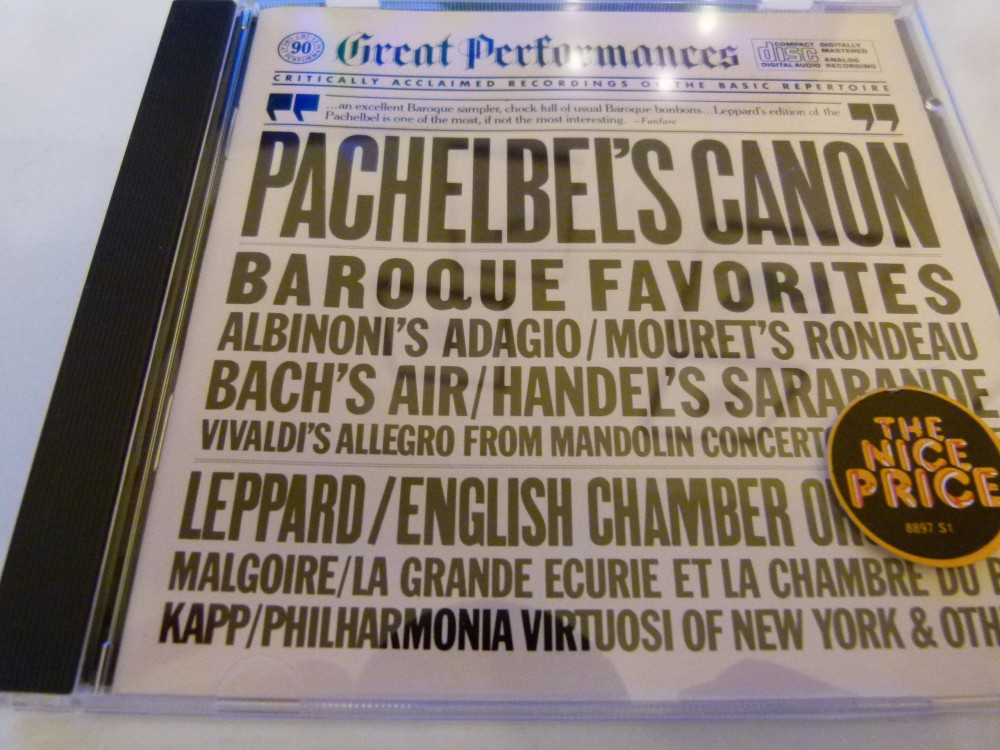 90
Great Performances
COMPACT disc DIGITAL AUDIO
DIGITALLY MASTERED ANALOG RECORDING
CRITICALLY ACCLAIMED RECORDINGS OF THE BASIC REPERTOIRE
...an excellent Baroque sampler, chock full of usual Baroque bonbons...Leppard's edition of the
Pachelbel is one of the most, if not the most interesting. –Fanfare
PACHELBEL'S CANON
BAROQUE FAVORITES
ALBINONI'S ADAGIO/MOURET'S RONDEAU
BACH'S AIR/HANDEL'S SARABANDE
VIVALDI'S ALLEGRO FROM MANDOLIN CONCERT
LEPPARD/ENGLISH CHAMBER
MALGOIRE/LA GRANDE ECURIE ET LA CHAMBRE DU
KAPP/PHILHARMONIA VIRTUOSI OF NEW YORK & OTH
THE
NICE
PRICE
8897 S1